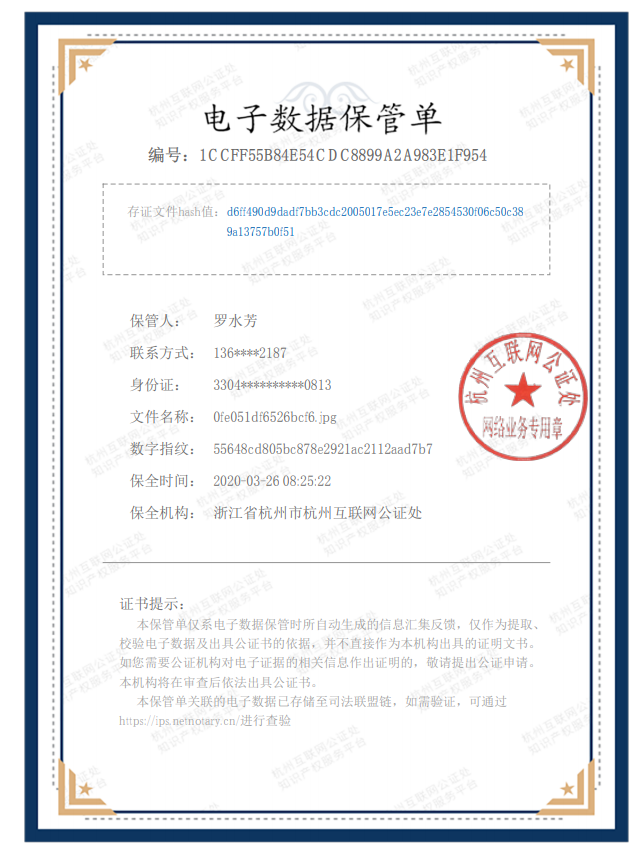 电子数据保管单
编号：1CCFF55B84E54CDC8899A2A983E1F954
存证文件hash值：d6ff490d9dadf7bb3cdc2005017e5ec23e7e2854530f06c50c38
9a13757b0f51
保管人：罗水芳
联系方式：136****2187
身份证：3304**********0813
文件名称：0fe051df6526bcf6.jpg
数字指纹：55648cd805bc878e2921ac2112aad7b7
保全时间：2020-03-26 08:25:22
保全机构：浙江省杭州市杭州互联网公证处
杭州互联网公证处
网络业务专用章
证书提示：
本保管单仅系电子数据保管时所自动生成的信息汇集反馈，仅作为提取、
校验电子数据及出具公证书的依据，并不直接作为本机构出具的证明文书。
如您需要公证机构对电子证据的相关信息作出证明的，敬请提出公证申请。
本机构将在审查后依法出具公证书。
本保管单关联的电子数据已存储至司法联盟链，如需验证，可通过
https://ips.netnotary.cn/进行查验
杭州互联网公证处
知识产权服务平台